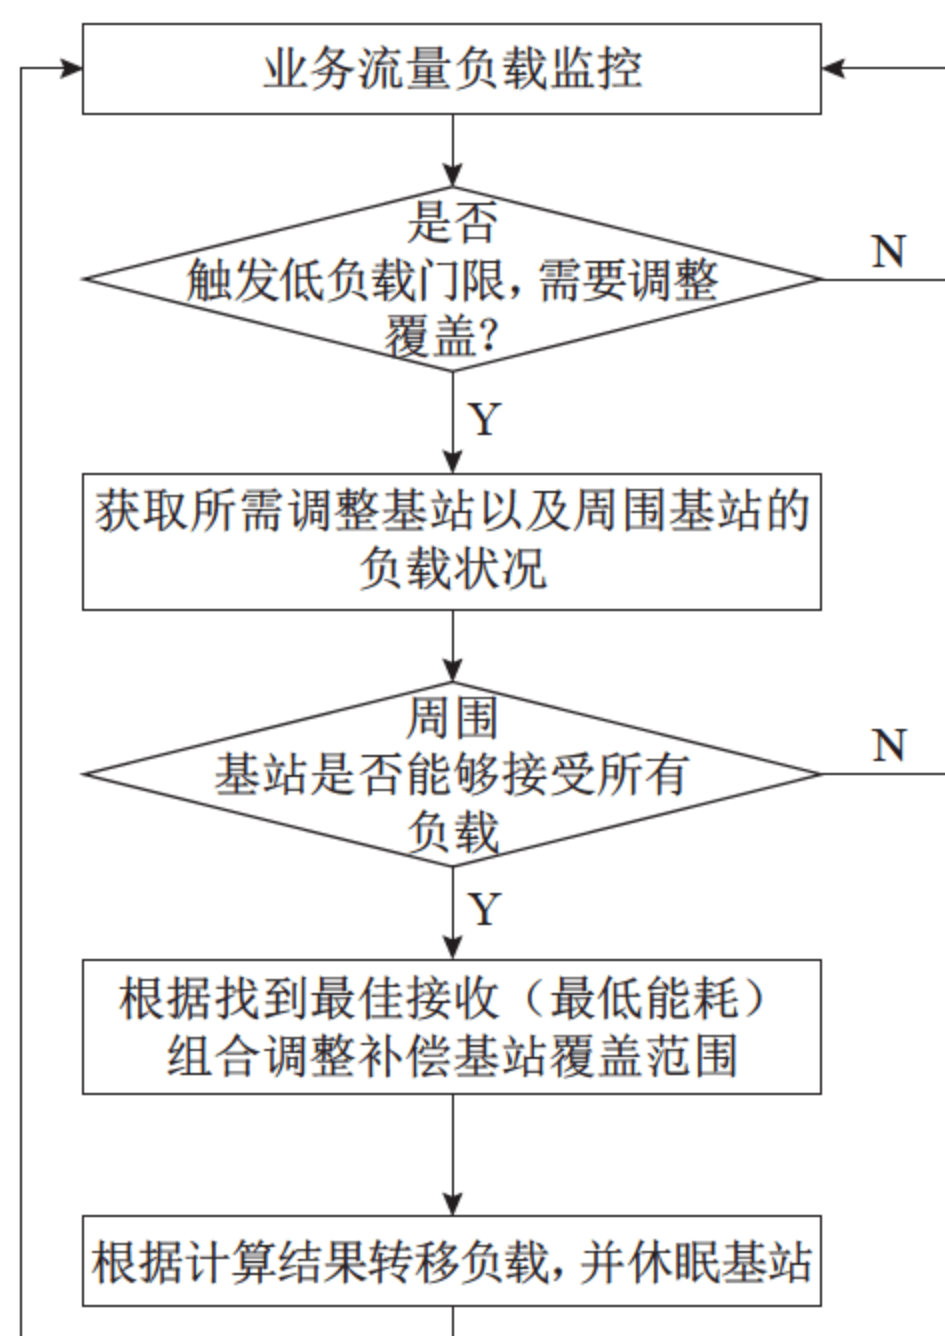 业务流量负载监控
是否
触发低负载门限，需要调整
覆盖？
N
Y
获取所需调整基站以及周围基站的
负载状况
周围
基站是否能够接受所有
负载
N
Y
根据找到最佳接收（最低能耗）
组合调整补偿基站覆盖范围
根据计算结果转移负载，并休眠基站